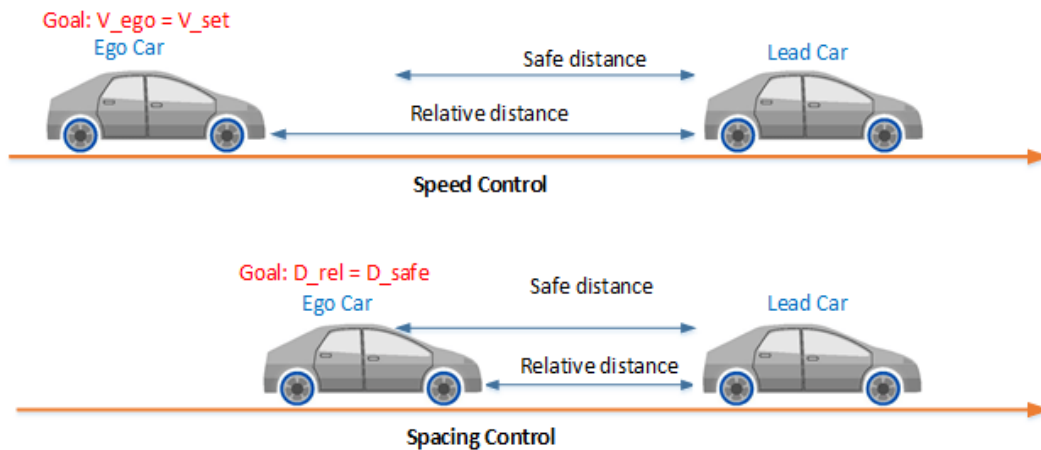 Goal: V_ego = V_set
Ego Car
Safe distance
Lead Car
Relative distance
Speed Control
Goal: D_rel = D_safe
Ego Car
Safe distance
Lead Car
Relative distance
Spacing Control